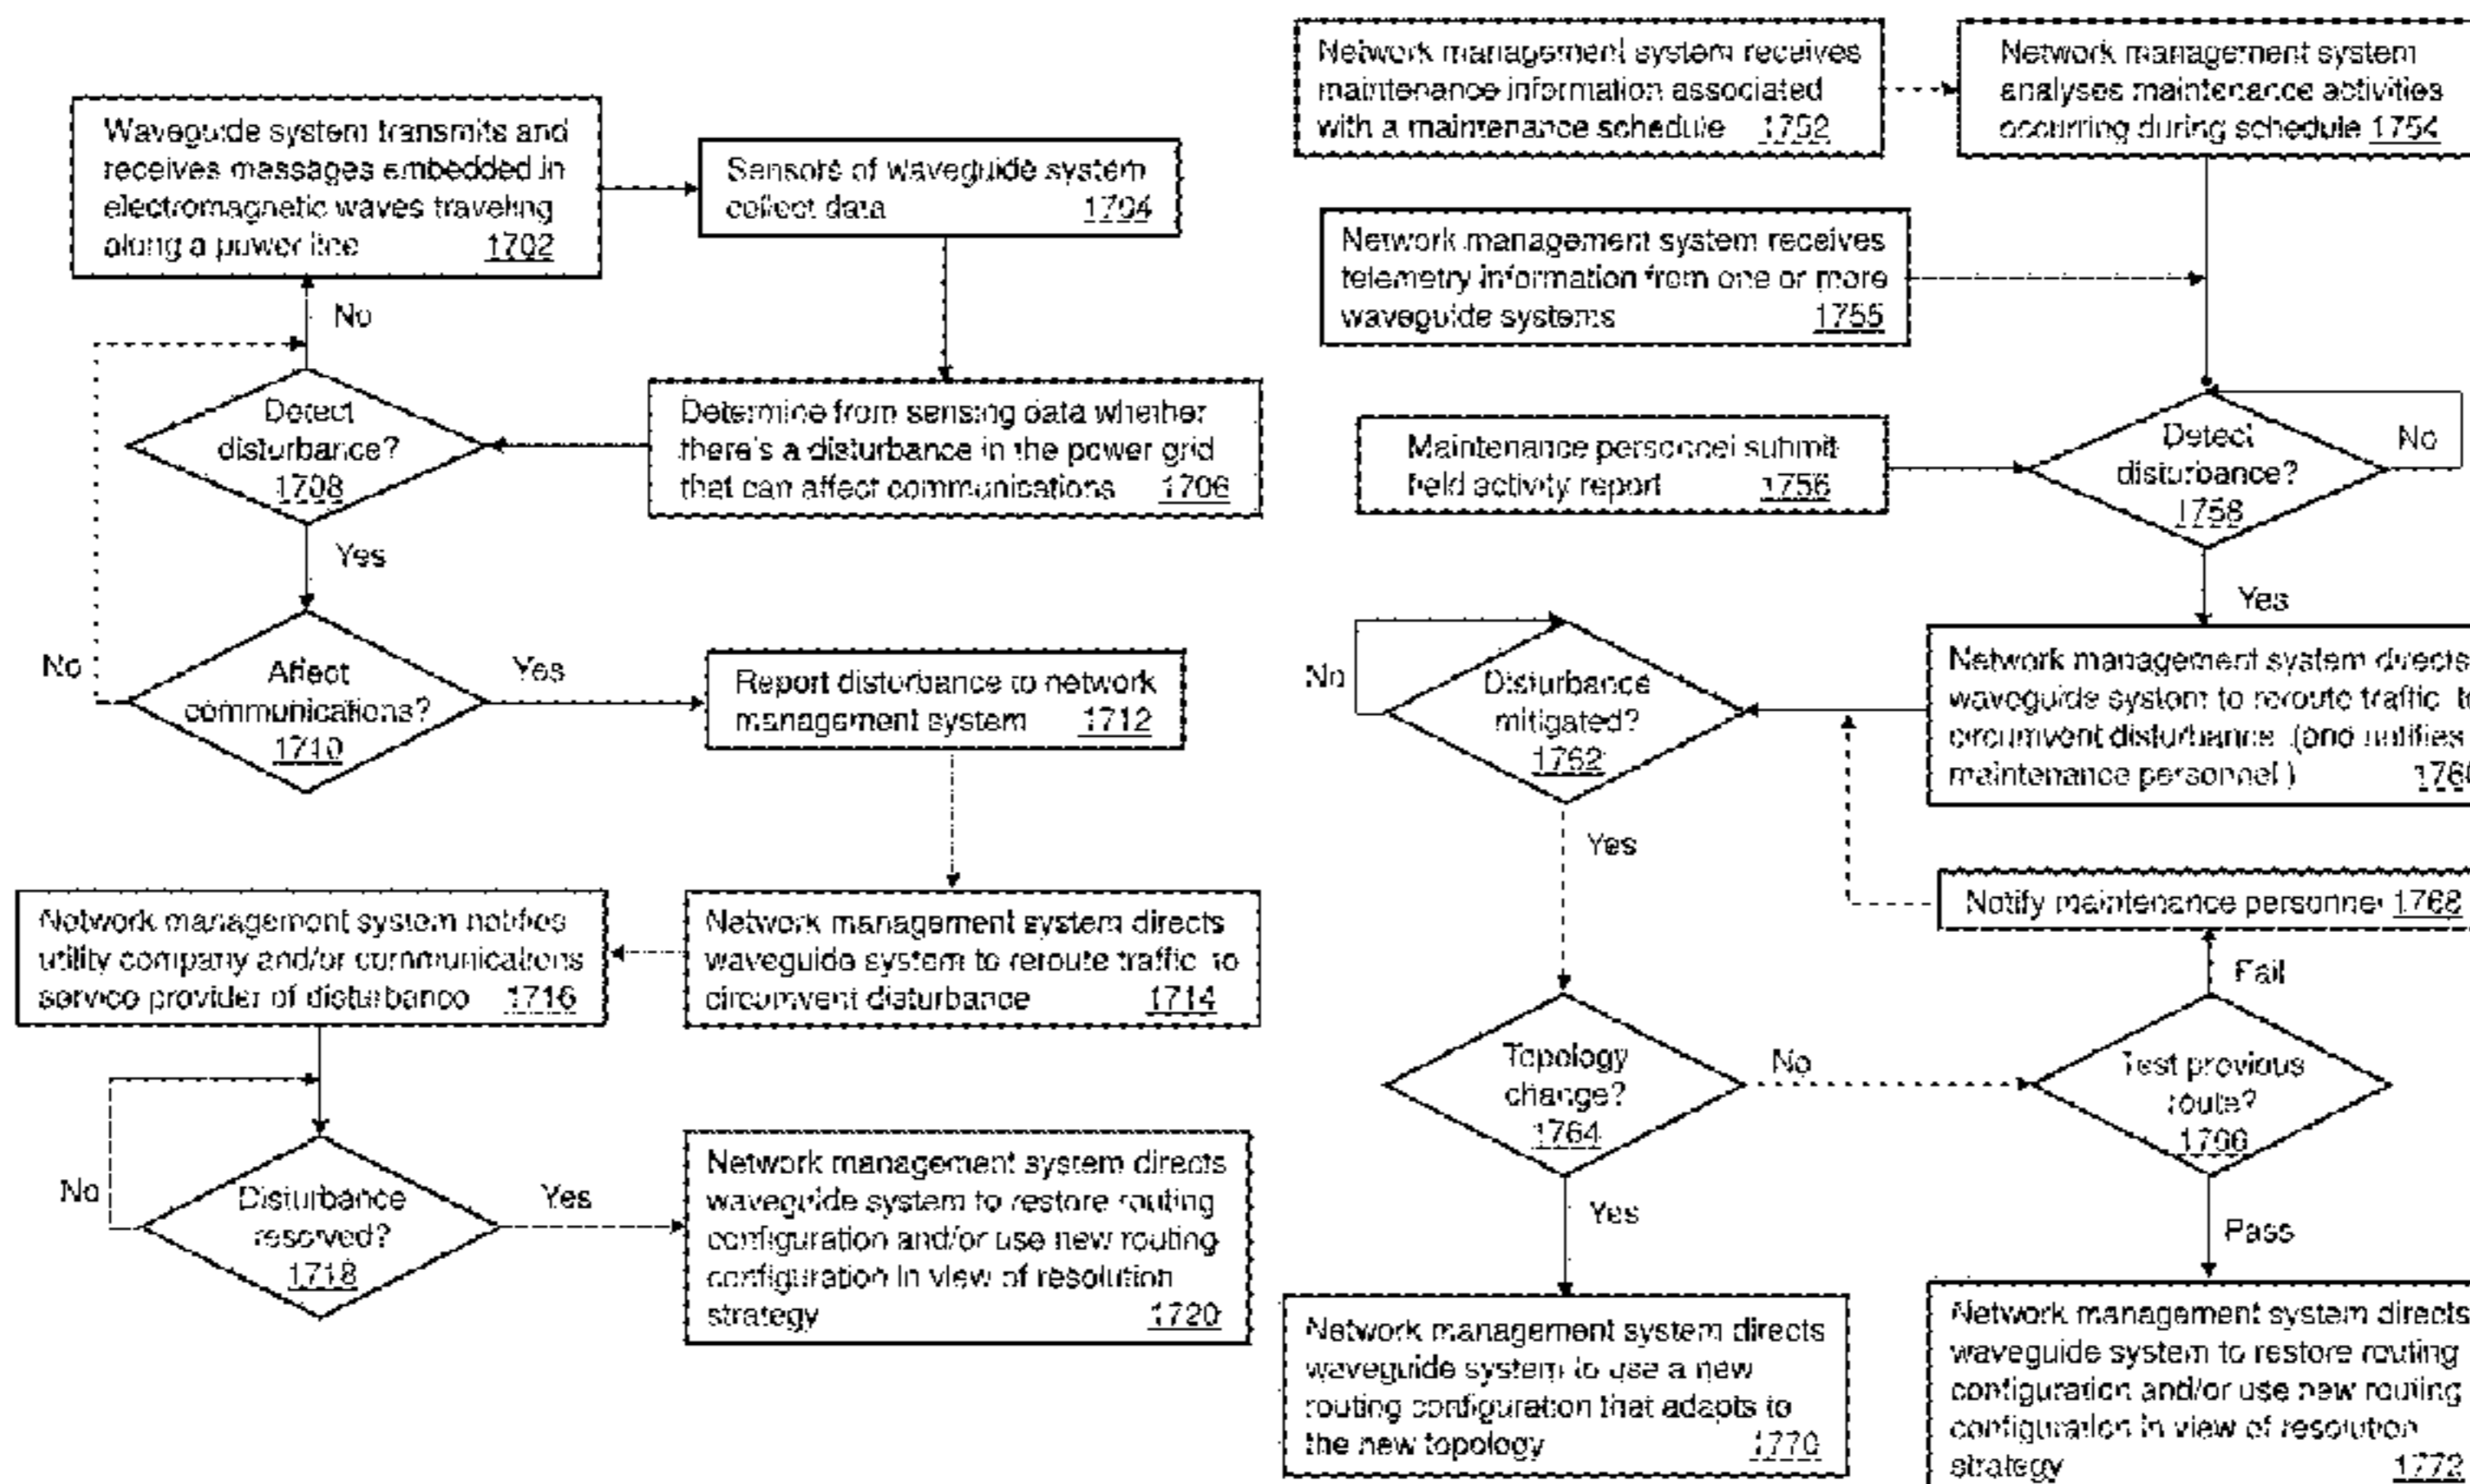 Waveguide system transmits and
receives messages embedded in
electromagnetic waves traveling
along a power line 1702
Sensors of waveguide system
collect data 1704
No
Detect
disturbance?
1708
Determine from sensing data whether
there's a disturbance in the power grid
that can affect communications 1706
Yes
No
Affect
communications?
1710
Yes
Report disturbance to network
management system 1712
Network management system notifies
utility company and/or communications
service provider of disturbance 1716
Network management system directs
waveguide system to reroute traffic to
circumvent disturbance 1714
No
Disturbance
resolved?
1718
Yes
Network management system directs
waveguide system to restore routing
configuration and/or use new routing
configuration in view of resolution
strategy 1720
Network management system receives
maintenance information associated
with a maintenance schedule 1752
Network management system
analyses maintenance activities
occurring during schedule 1754
Network management system receives
telemetry information from one or more
waveguide systems 1755
Maintenance personnel submit
field activity report 1756
Detect
disturbance?
1758
No
Yes
No
Disturbance
mitigated?
1762
Network management system directs
waveguide system to reroute traffic
circumvent disturbance (and notifies
maintenance personnel)
Yes
Notify maintenance personnel 1768
Fail
Topology
change?
1764
No
Test previous
route?
1766
Yes
Pass
Network management system directs
waveguide system to use a new
routing configuration that adapts to
the new topology 1770
Network management system directs
waveguide system to restore routing
configuration and/or use new routing
configuration in view of resolution
strategy 1772